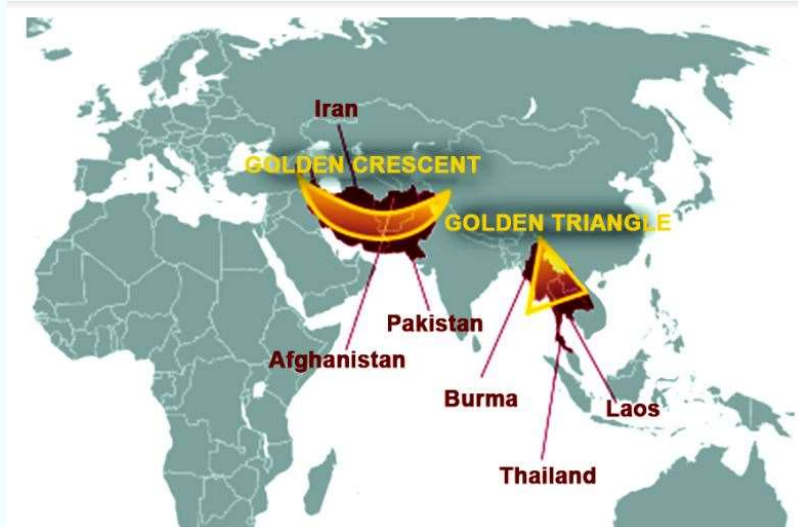 Iran
GOLDEN CRESCENT
GOLDEN TRIANGLE
Pakistan
Afghanistan
Burma
Laos
Thailand